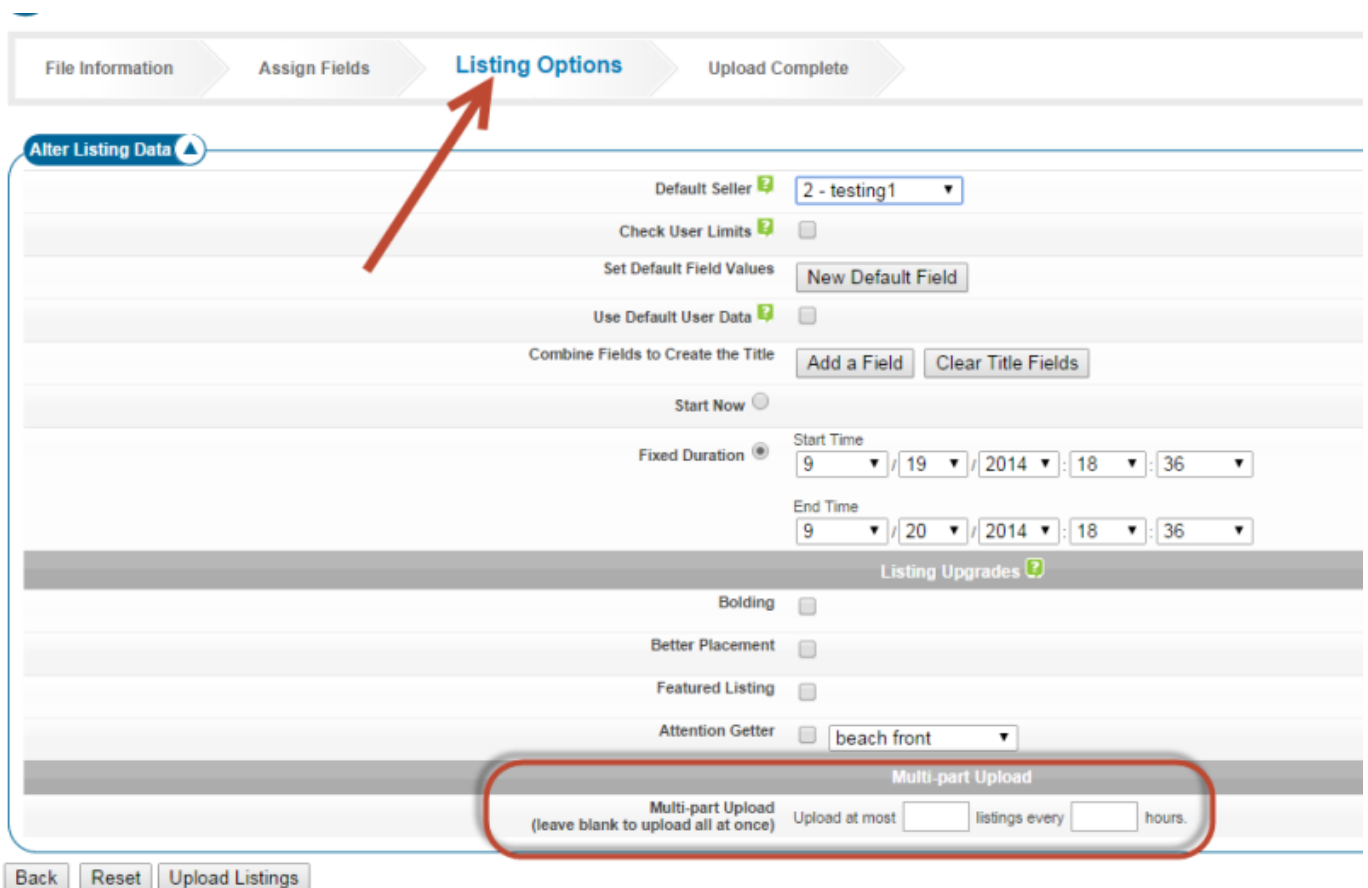 File Information Assign Fields Listing Options Upload Complete
Alter Listing Data
Default Seller ? 2 - testing1
Check User Limits ?
Set Default Field Values New Default Field
Use Default User Data ?
Combine Fields to Create the Title Add a Field Clear Title Fields
Start Now
Start Time
Fixed Duration 9 / 19 / 2014 : 18 : 36
End Time
9 / 20 / 2014 : 18 : 36
Listing Upgrades ?
Bolding
Better Placement
Featured Listing
Attention Getter beach front
Multi-part Upload
Multi-part Upload
(leave blank to upload all at once) Upload at most listings every hours.
Back Reset Upload Listings